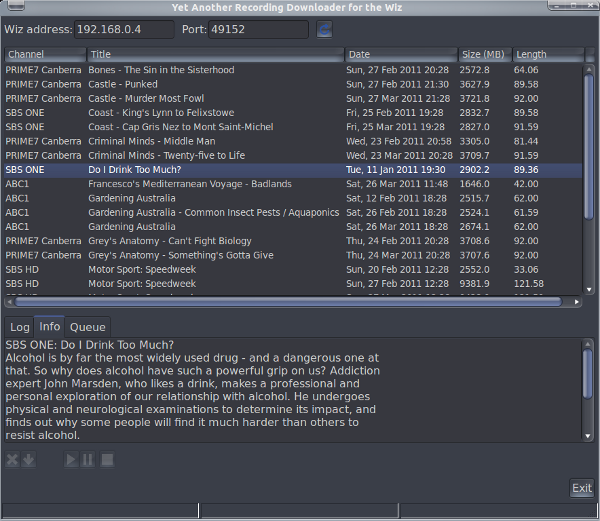 Yet Another Recording Downloader for the Wiz
Wiz address: 192.168.0.4 Port: 49152
Channel Title Date Size (MB) Length
PRIME7 Canberra Bones - The Sin in the Sisterhood Sun, 27 Feb 2011 20:28 2572.8 64.06
PRIME7 Canberra Castle - Punked Sun, 27 Feb 2011 21:30 3627.9 89.58
PRIME7 Canberra Castle - Murder Most Fowl Sun, 27 Mar 2011 21:28 3721.8 92.00
SBS ONE Coast - King's Lynn to Felixstowe Fri, 25 Feb 2011 19:28 2832.7 89.58
SBS ONE Coast - Cap Gris Nez to Mont Saint-Michel Fri, 25 Mar 2011 19:28 2827.0 91.59
PRIME7 Canberra Criminal Minds - Middle Man Wed, 23 Feb 2011 20:58 3305.0 81.44
PRIME7 Canberra Criminal Minds - Twenty-five to Life Wed, 23 Mar 2011 20:28 3709.7 91.59
SBS ONE Do I Drink Too Much? Tue, 11 Jan 2011 19:30 2902.2 89.36
ABC1 Francesco's Mediterranean Voyage - Badlands Sat, 26 Mar 2011 11:48 1646.0 42.00
ABC1 Gardening Australia Sat, 12 Feb 2011 18:28 2515.7 62.00
ABC1 Gardening Australia - Common Insect Pests / Aquaponics Sat, 26 Feb 2011 18:28 2524.1 61.59
ABC1 Gardening Australia Sat, 26 Mar 2011 18:28 2674.1 62.00
PRIME7 Canberra Grey's Anatomy - Can't Fight Biology Thu, 24 Feb 2011 20:28 3708.6 92.00
PRIME7 Canberra Grey's Anatomy - Something's Gotta Give Thu, 24 Mar 2011 20:28 3707.6 92.00
SBS HD Motor Sport: Speedweek Sun, 20 Feb 2011 12:28 2552.0 33.06
SBS HD Motor Sport: Speedweek Sun, 27 Feb 2011 12:28 9381.9 121.58
Log Info Queue
SBS ONE: Do I Drink Too Much?
Alcohol is by far the most widely used drug - and a dangerous one at
that. So why does alcohol have such a powerful grip on us? Addiction
expert John Marsden, who likes a drink, makes a professional and
personal exploration of our relationship with alcohol. He undergoes
physical and neurological examinations to determine its impact, and
finds out why some people will find it much harder than others to
resist alcohol.
Exit